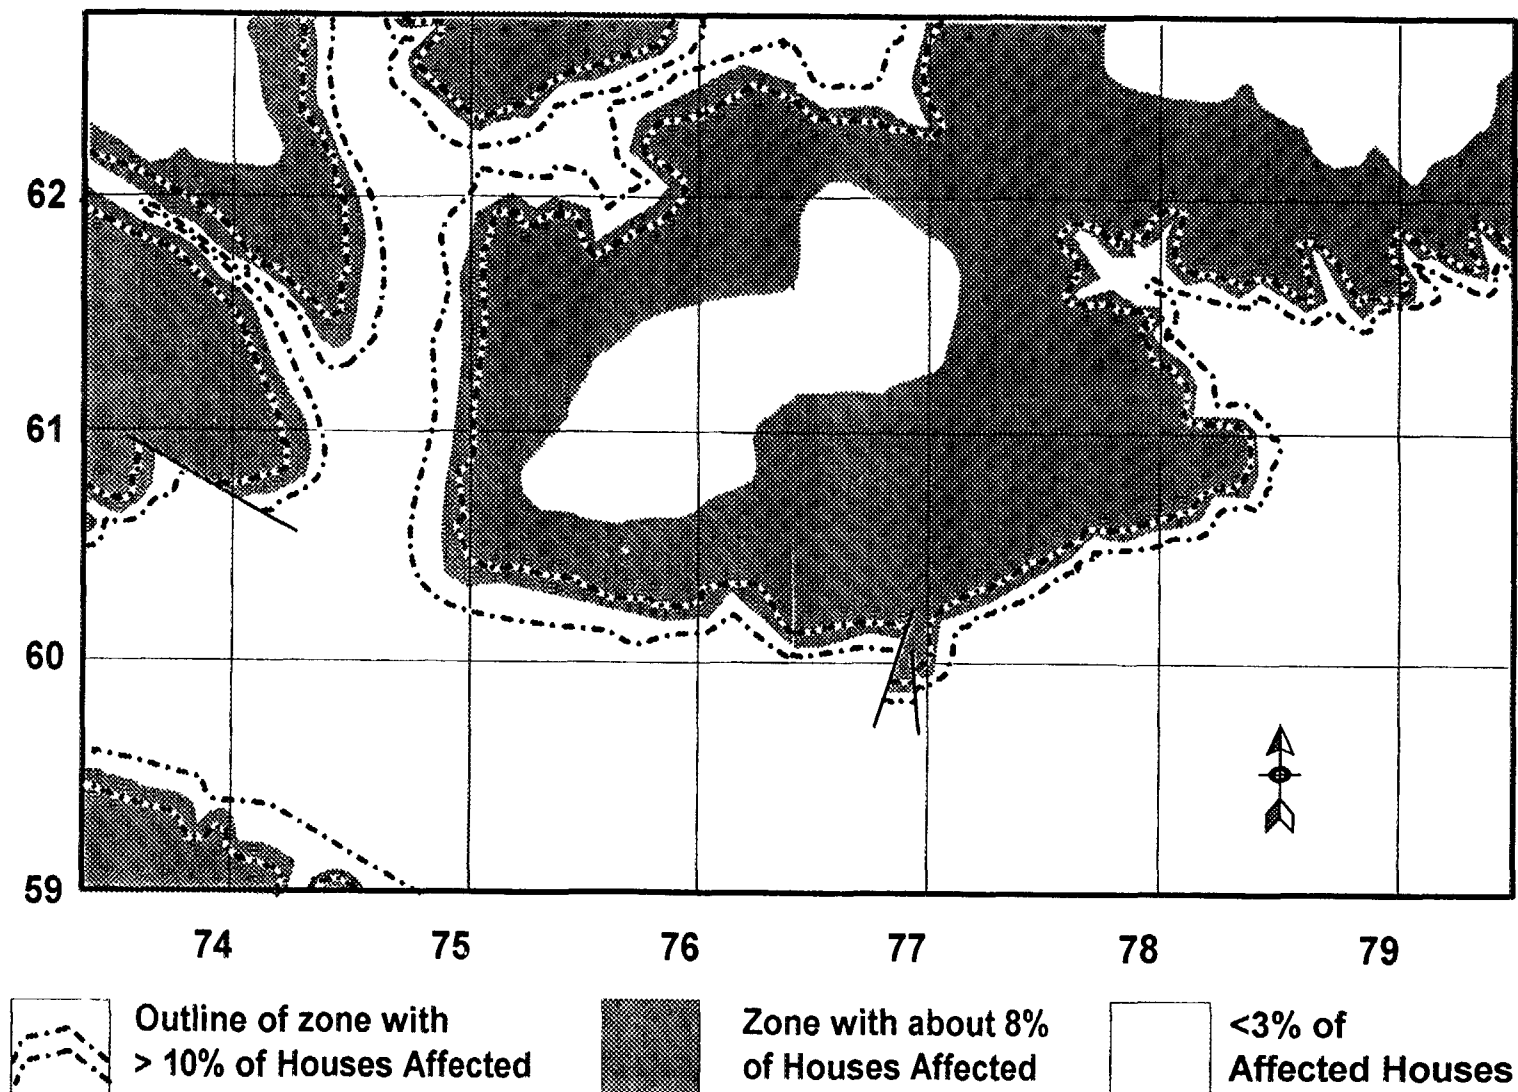 62
61
60
59
74 75 76 77 78 79
Outline of zone with
> 10% of Houses Affected
Zone with about 8%
of Houses Affected
<3% of
Affected Houses